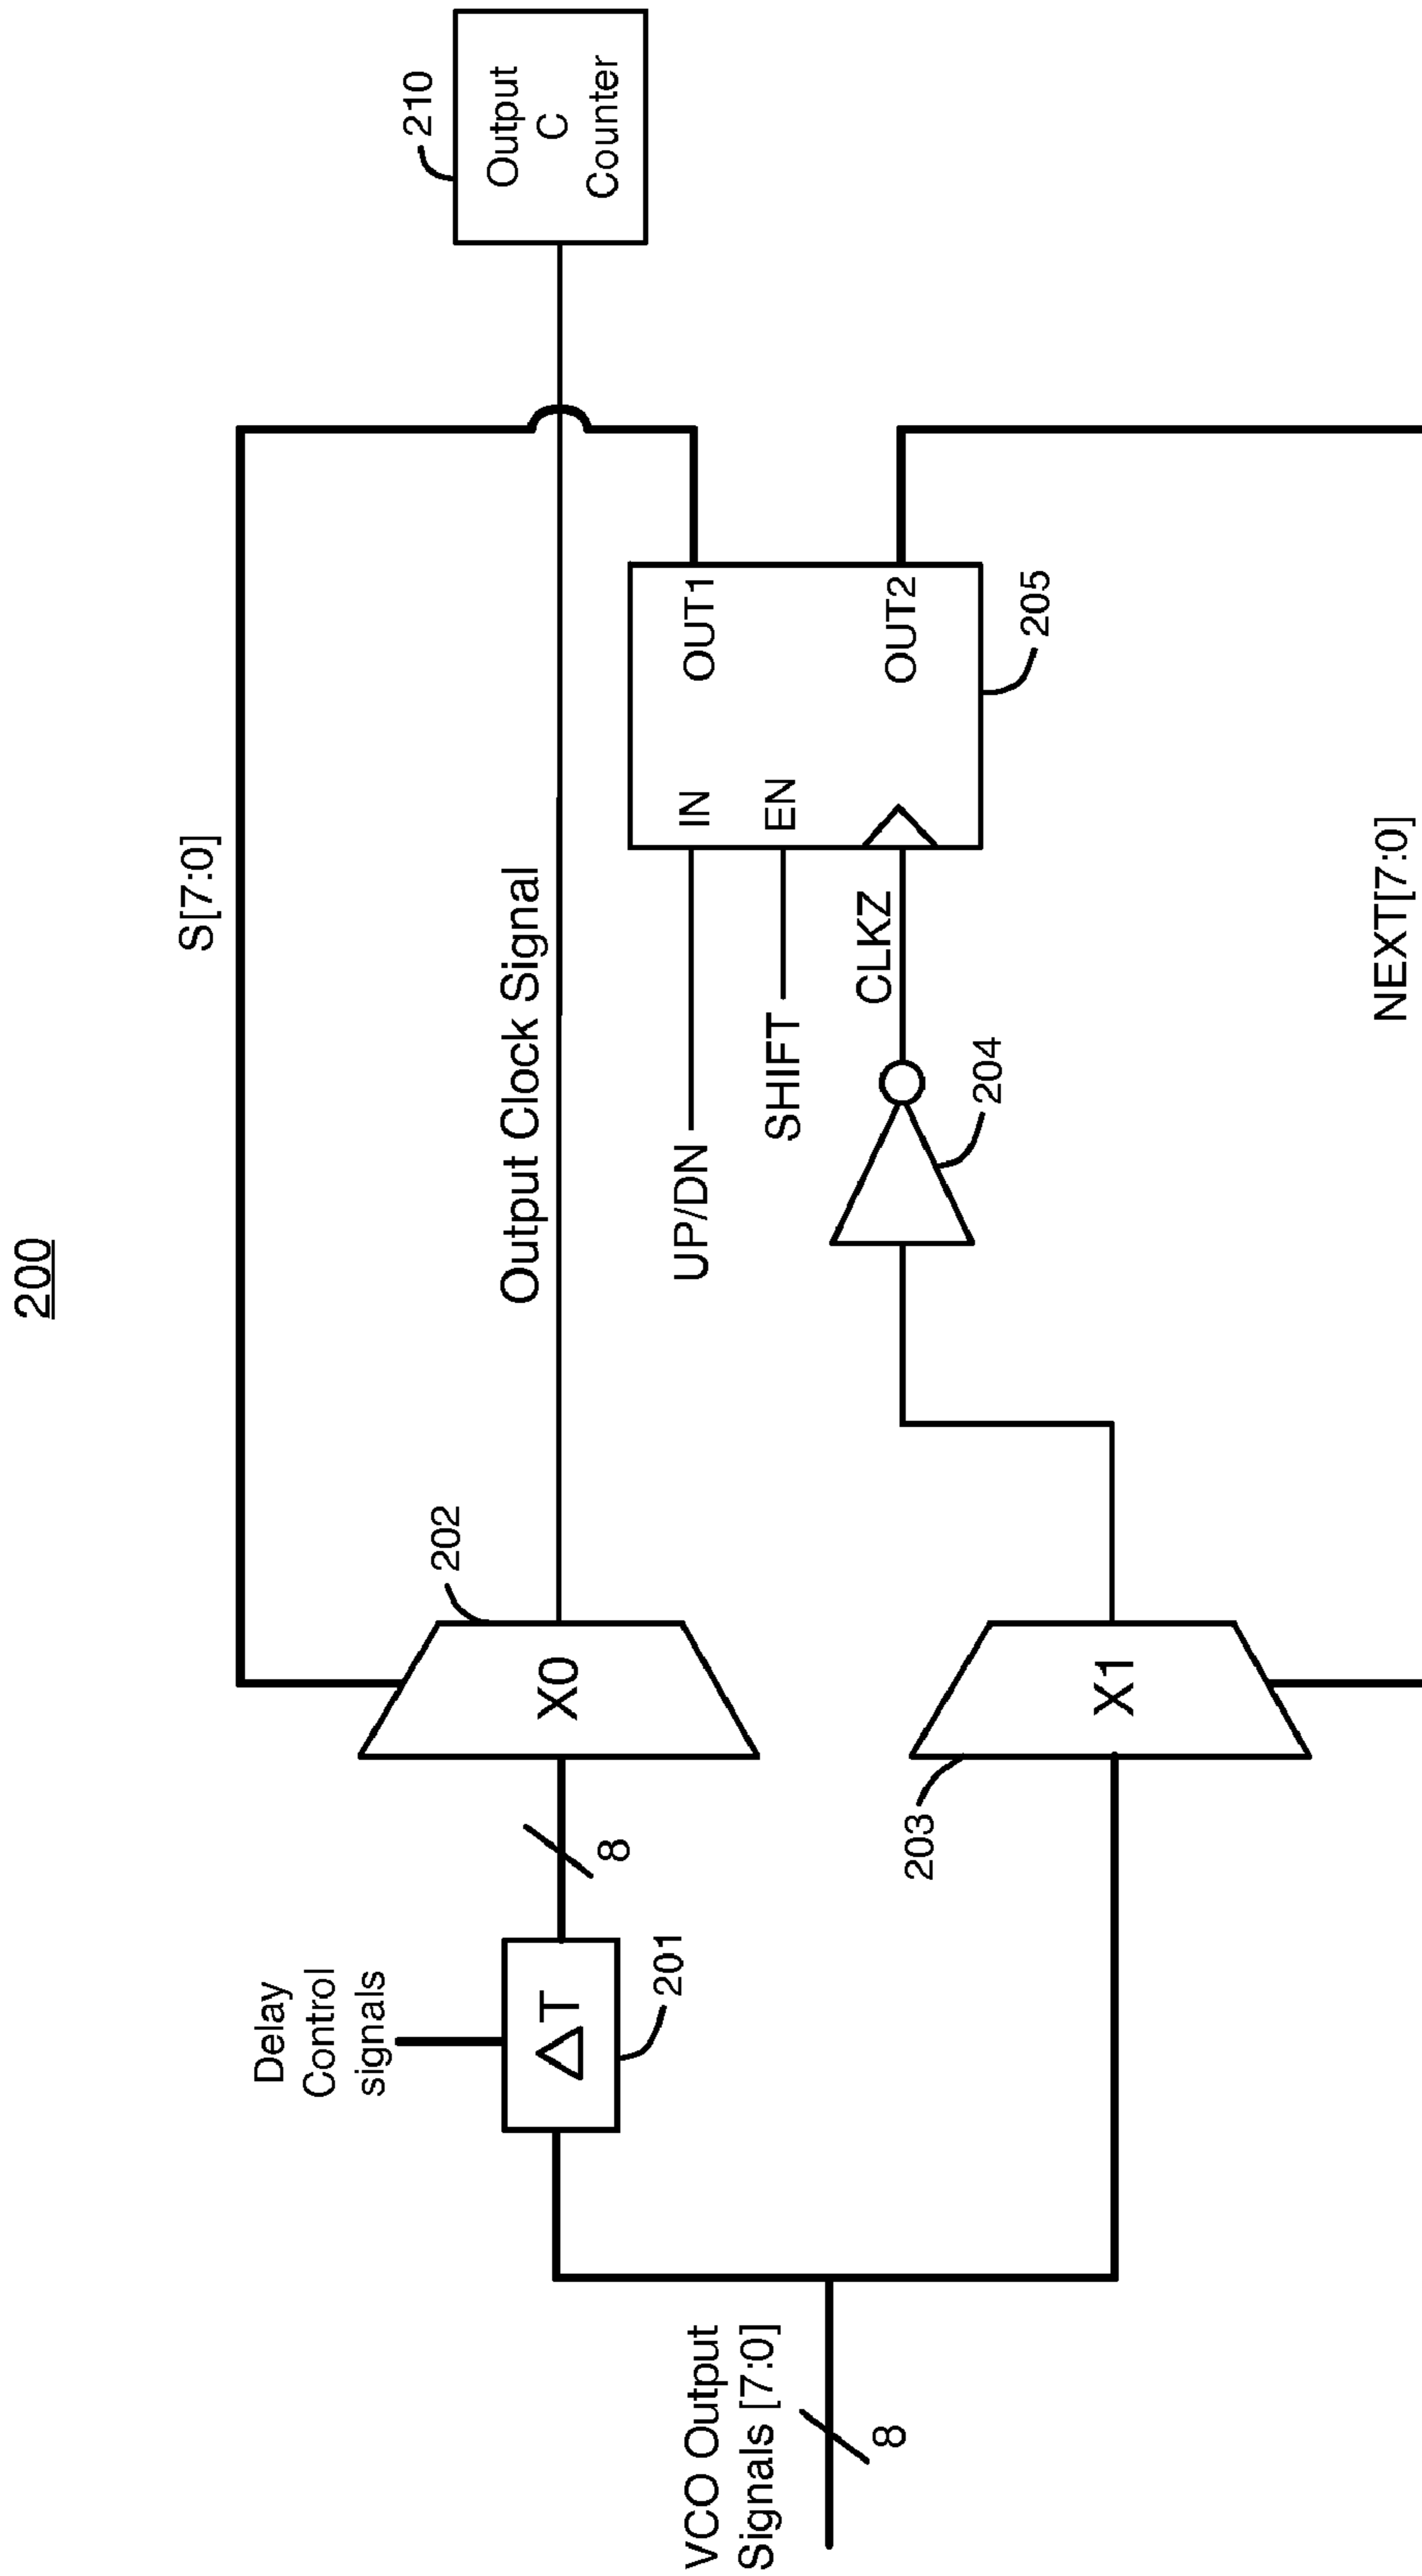 200
S[7:0]
Delay
Control
signals
202
210
Output
C
Counter
Output Clock Signal
X0
8
ΔT
201
VCO Output
Signals [7:0]
8
UP/DN
SHIFT
IN
EN
OUT1
OUT2
CLKZ
204
205
203
X1
NEXT[7:0]